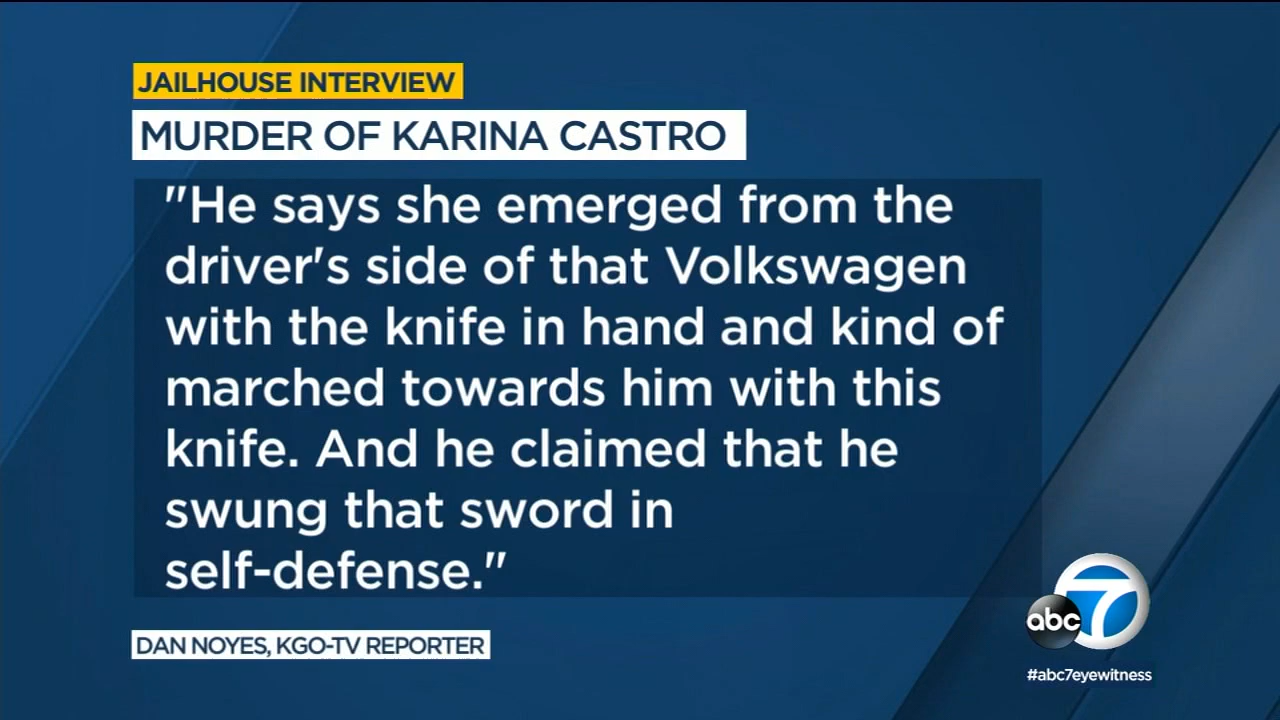 JAILHOUSE INTERVIEW
MURDER OF KARINA CASTRO
"He says she emerged from the
driver's side of that Volkswagen
with the knife in hand and kind of
marched towards him with this
knife. And he claimed that he
swung that sword in
self-defense."
DAN NOYES, KGO-TV REPORTER
abc 7
#abc7eyewitness